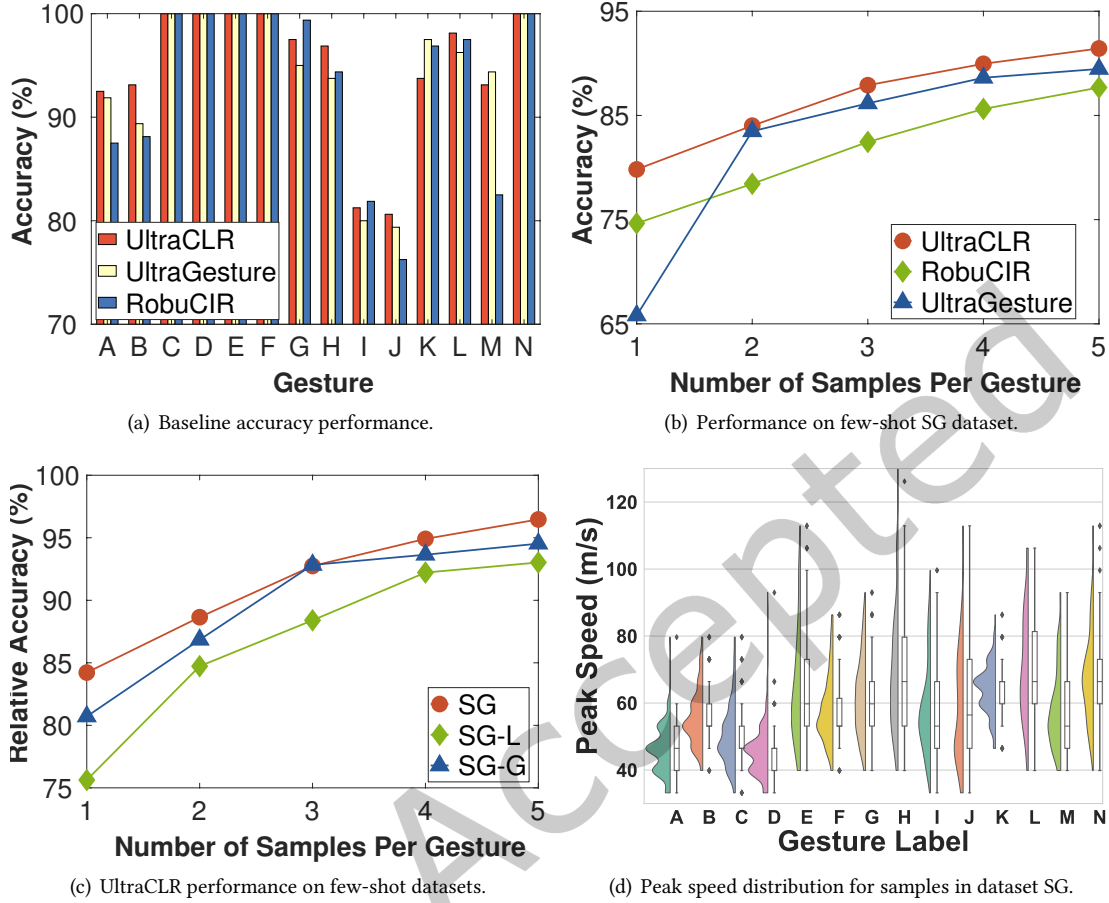 100
90
80
70
Accuracy (%)
UltraCLR
UltraGesture
RobuCIR
A B C D E F G H I J K L M N
Gesture
(a) Baseline accuracy performance.
95
85
75
65
Accuracy (%)
UltraCLR
RobuCIR
UltraGesture
1 2 3 4 5
Number of Samples Per Gesture
(b) Performance on few-shot SG dataset.
100
95
90
85
80
75
Relative Accuracy (%)
SG
SG-L
SG-G
1 2 3 4 5
Number of Samples Per Gesture
(c) UltraCLR performance on few-shot datasets.
120
100
80
60
40
Peak Speed (m/s)
A B C D E F G H I J K L M N
Gesture Label
(d) Peak speed distribution for samples in dataset SG.
Accepted